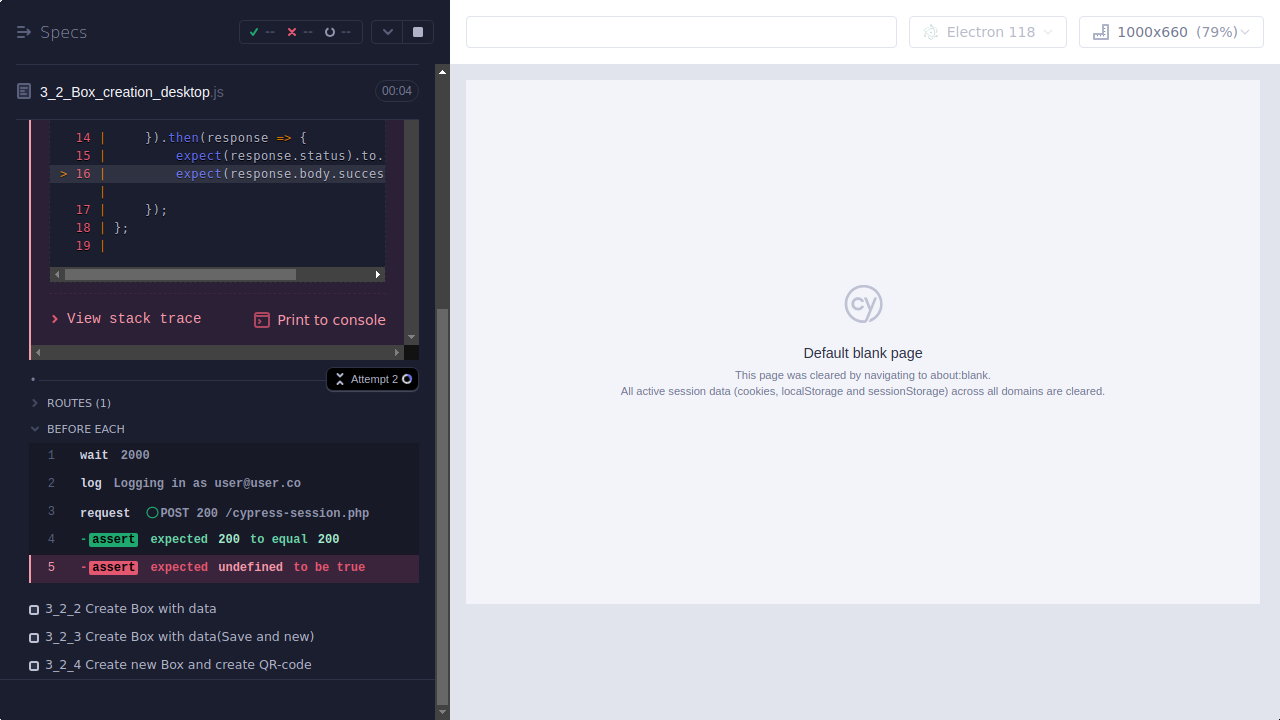 Specs
-- -- --
Electron 118
1000x660 (79%)
3_2_Box_creation_desktop.js 00:04
14 | }).then(response => {
15 | expect(response.status).to.
> 16 | expect(response.body.succes
|
17 | });
18 | };
19 |
View stack trace
Print to console
Attempt 2
ROUTES (1)
BEFORE EACH
1 wait 2000
2 log Logging in as user@user.co
3 request POST 200 /cypress-session.php
4 -assert expected 200 to equal 200
5 -assert expected undefined to be true
3_2_2 Create Box with data
3_2_3 Create Box with data(Save and new)
3_2_4 Create new Box and create QR-code
cy
Default blank page
This page was cleared by navigating to about:blank.
All active session data (cookies, localStorage and sessionStorage) across all domains are cleared.